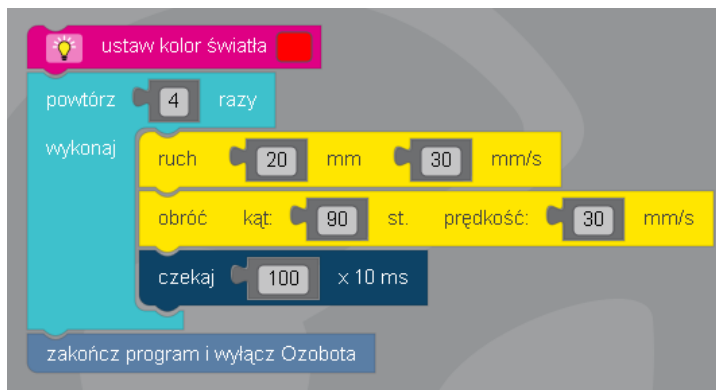 ustaw kolor światła
powtórz 4 razy
wykonaj
ruch 20 mm 30 mm/s
obróć kąt: 90 st. prędkość: 30 mm/s
czekaj 100 x 10 ms
zakończ program i wyłącz Ozobota